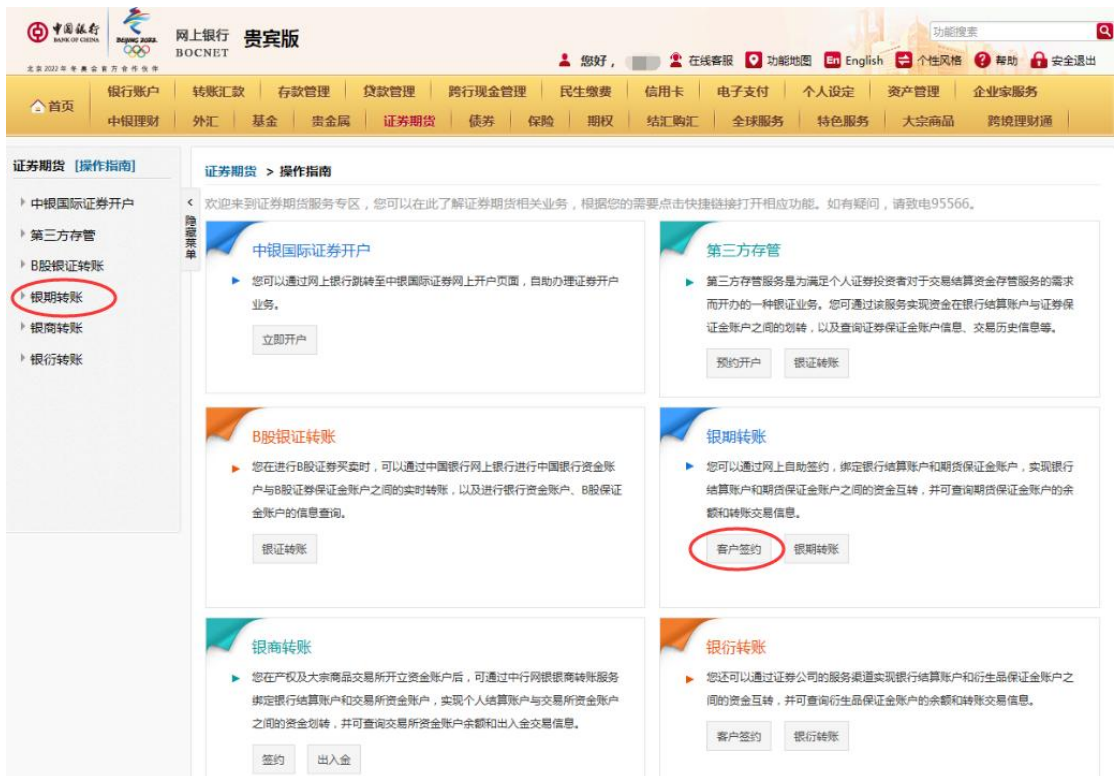 中国银行
BANK OF CHINA
BEIJING 2022
北京2022年冬奥会官方合作伙伴
网上银行
BOCNET
贵宾版
功能搜索
您好，
在线客服
功能地图
En English
个性风格
帮助
安全退出
首页
银行账户 转账汇款 存款管理 贷款管理 跨行现金管理 民生缴费 信用卡 电子支付 个人设定 资产管理 企业家服务
中银理财 外汇 基金 贵金属 证券期货 债券 保险 期权 结汇购汇 全球服务 特色服务 大宗商品 跨境理财通
证券期货 [操作指南]
中银国际证券开户
第三方存管
B股银证转账
银期转账
银商转账
银衍转账
<
隐藏菜单
证券期货 > 操作指南
欢迎来到证券期货服务专区，您可以在此了解证券期货相关业务，根据您的需要点击快捷链接打开相应功能。如有疑问，请致电95566。
中银国际证券开户
您可以通过网上银行跳转至中银国际证券网上开户页面，自助办理证券开户
业务。
立即开户
第三方存管
第三方存管服务是为满足个人证券投资者对于交易结算资金存管服务的需求
而开办的一种银证业务。您可通过该服务实现资金在银行结算账户与证券保
证金账户之间的划转，以及查询证券保证金账户信息、交易历史信息等。
预约开户 银证转账
B股银证转账
您在进行B股证券买卖时，可以通过中国银行网上银行进行中国银行资金账
户与B股证券保证金账户之间的实时转账，以及进行银行资金账户、B股保证
金账户的信息查询。
银证转账
银期转账
您可以通过网上自助签约，绑定银行结算账户和期货保证金账户，实现银行
结算账户和期货保证金账户之间的资金互转，并可查询期货保证金账户的余
额和转账交易信息。
客户签约 银期转账
银商转账
您在产权及大宗商品交易所开立资金账户后，可通过中行网银银商转账服务
绑定银行结算账户和交易所资金账户，实现个人结算账户与交易所资金账户
之间的资金划转，并可查询交易所资金账户余额和出入金交易信息。
签约 出入金
银衍转账
您还可以通过证券公司的服务渠道实现银行结算账户和衍生品保证金账户之
间的资金互转，并可查询衍生品保证金账户的余额和转账交易信息。
客户签约 银衍转账